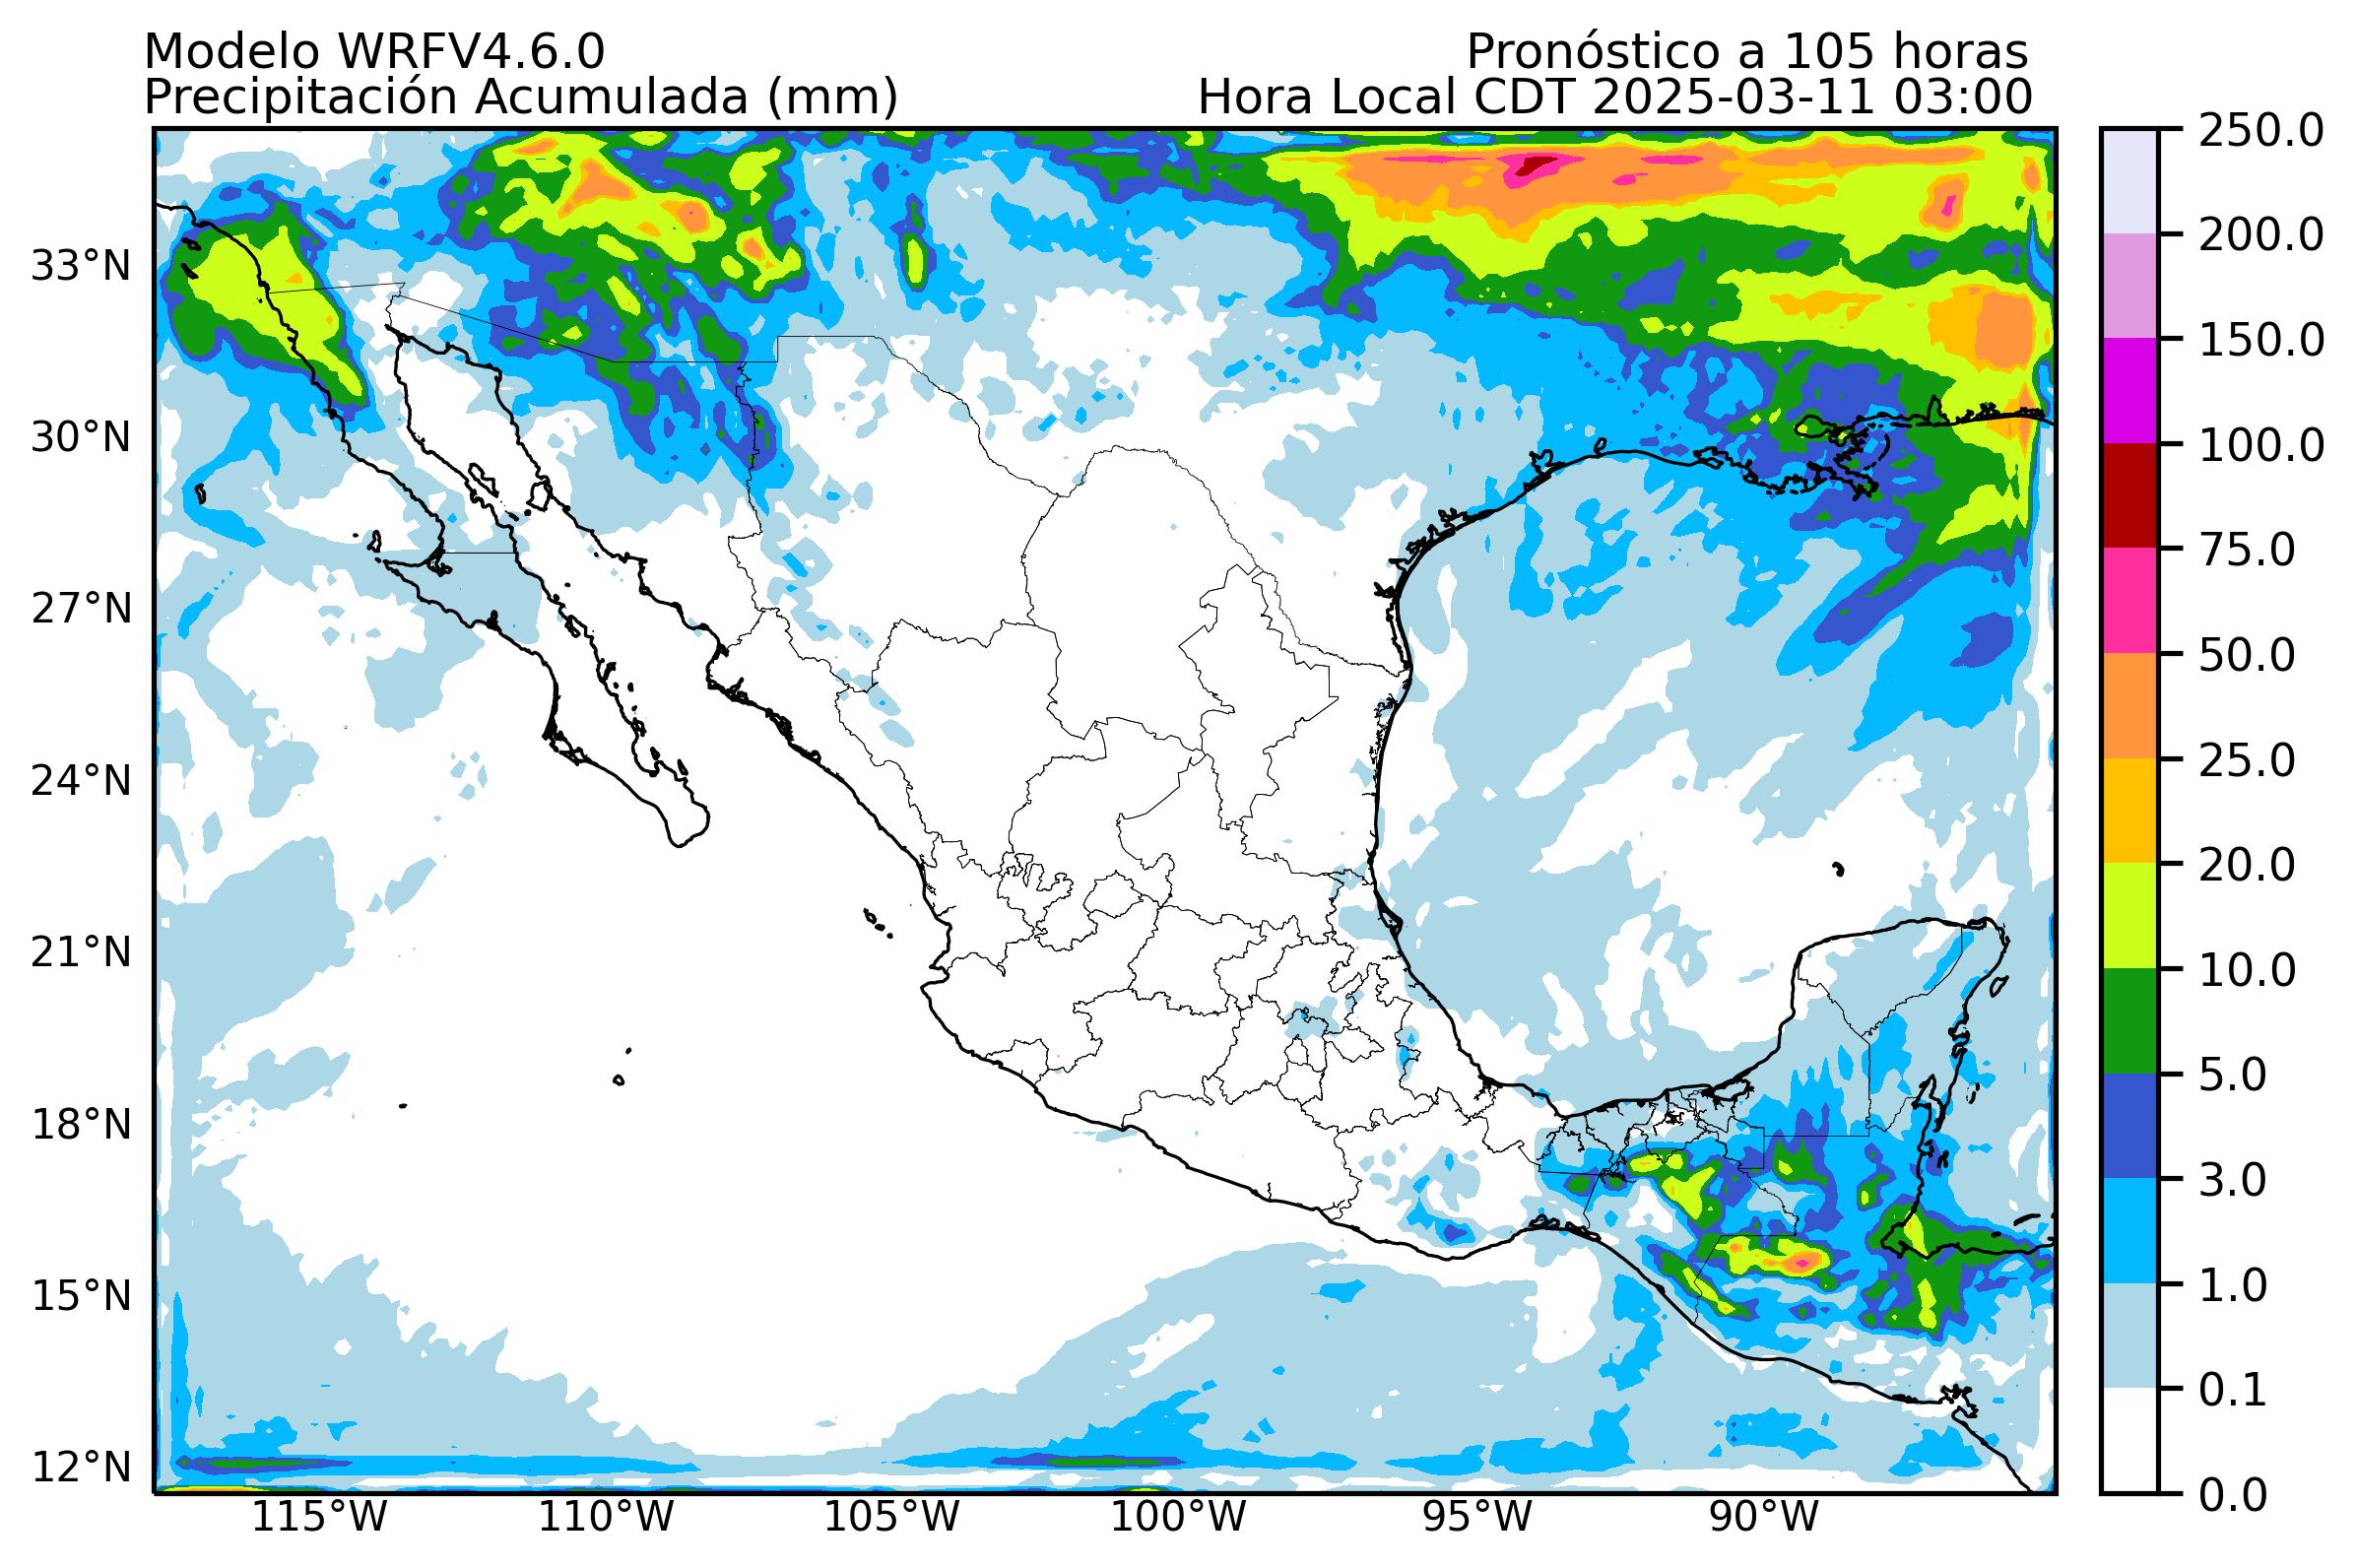 Modelo WRFV4.6.0
Pronóstico a 105 horas
Precipitación Acumulada (mm)
Hora Local CDT 2025-03-11 03:00
33°N
30°N
27°N
24°N
21°N
18°N
15°N
12°N
115°W
110°W
105°W
100°W
95°W
90°W
250.0
200.0
150.0
100.0
75.0
50.0
25.0
20.0
10.0
5.0
3.0
1.0
0.1
0.0